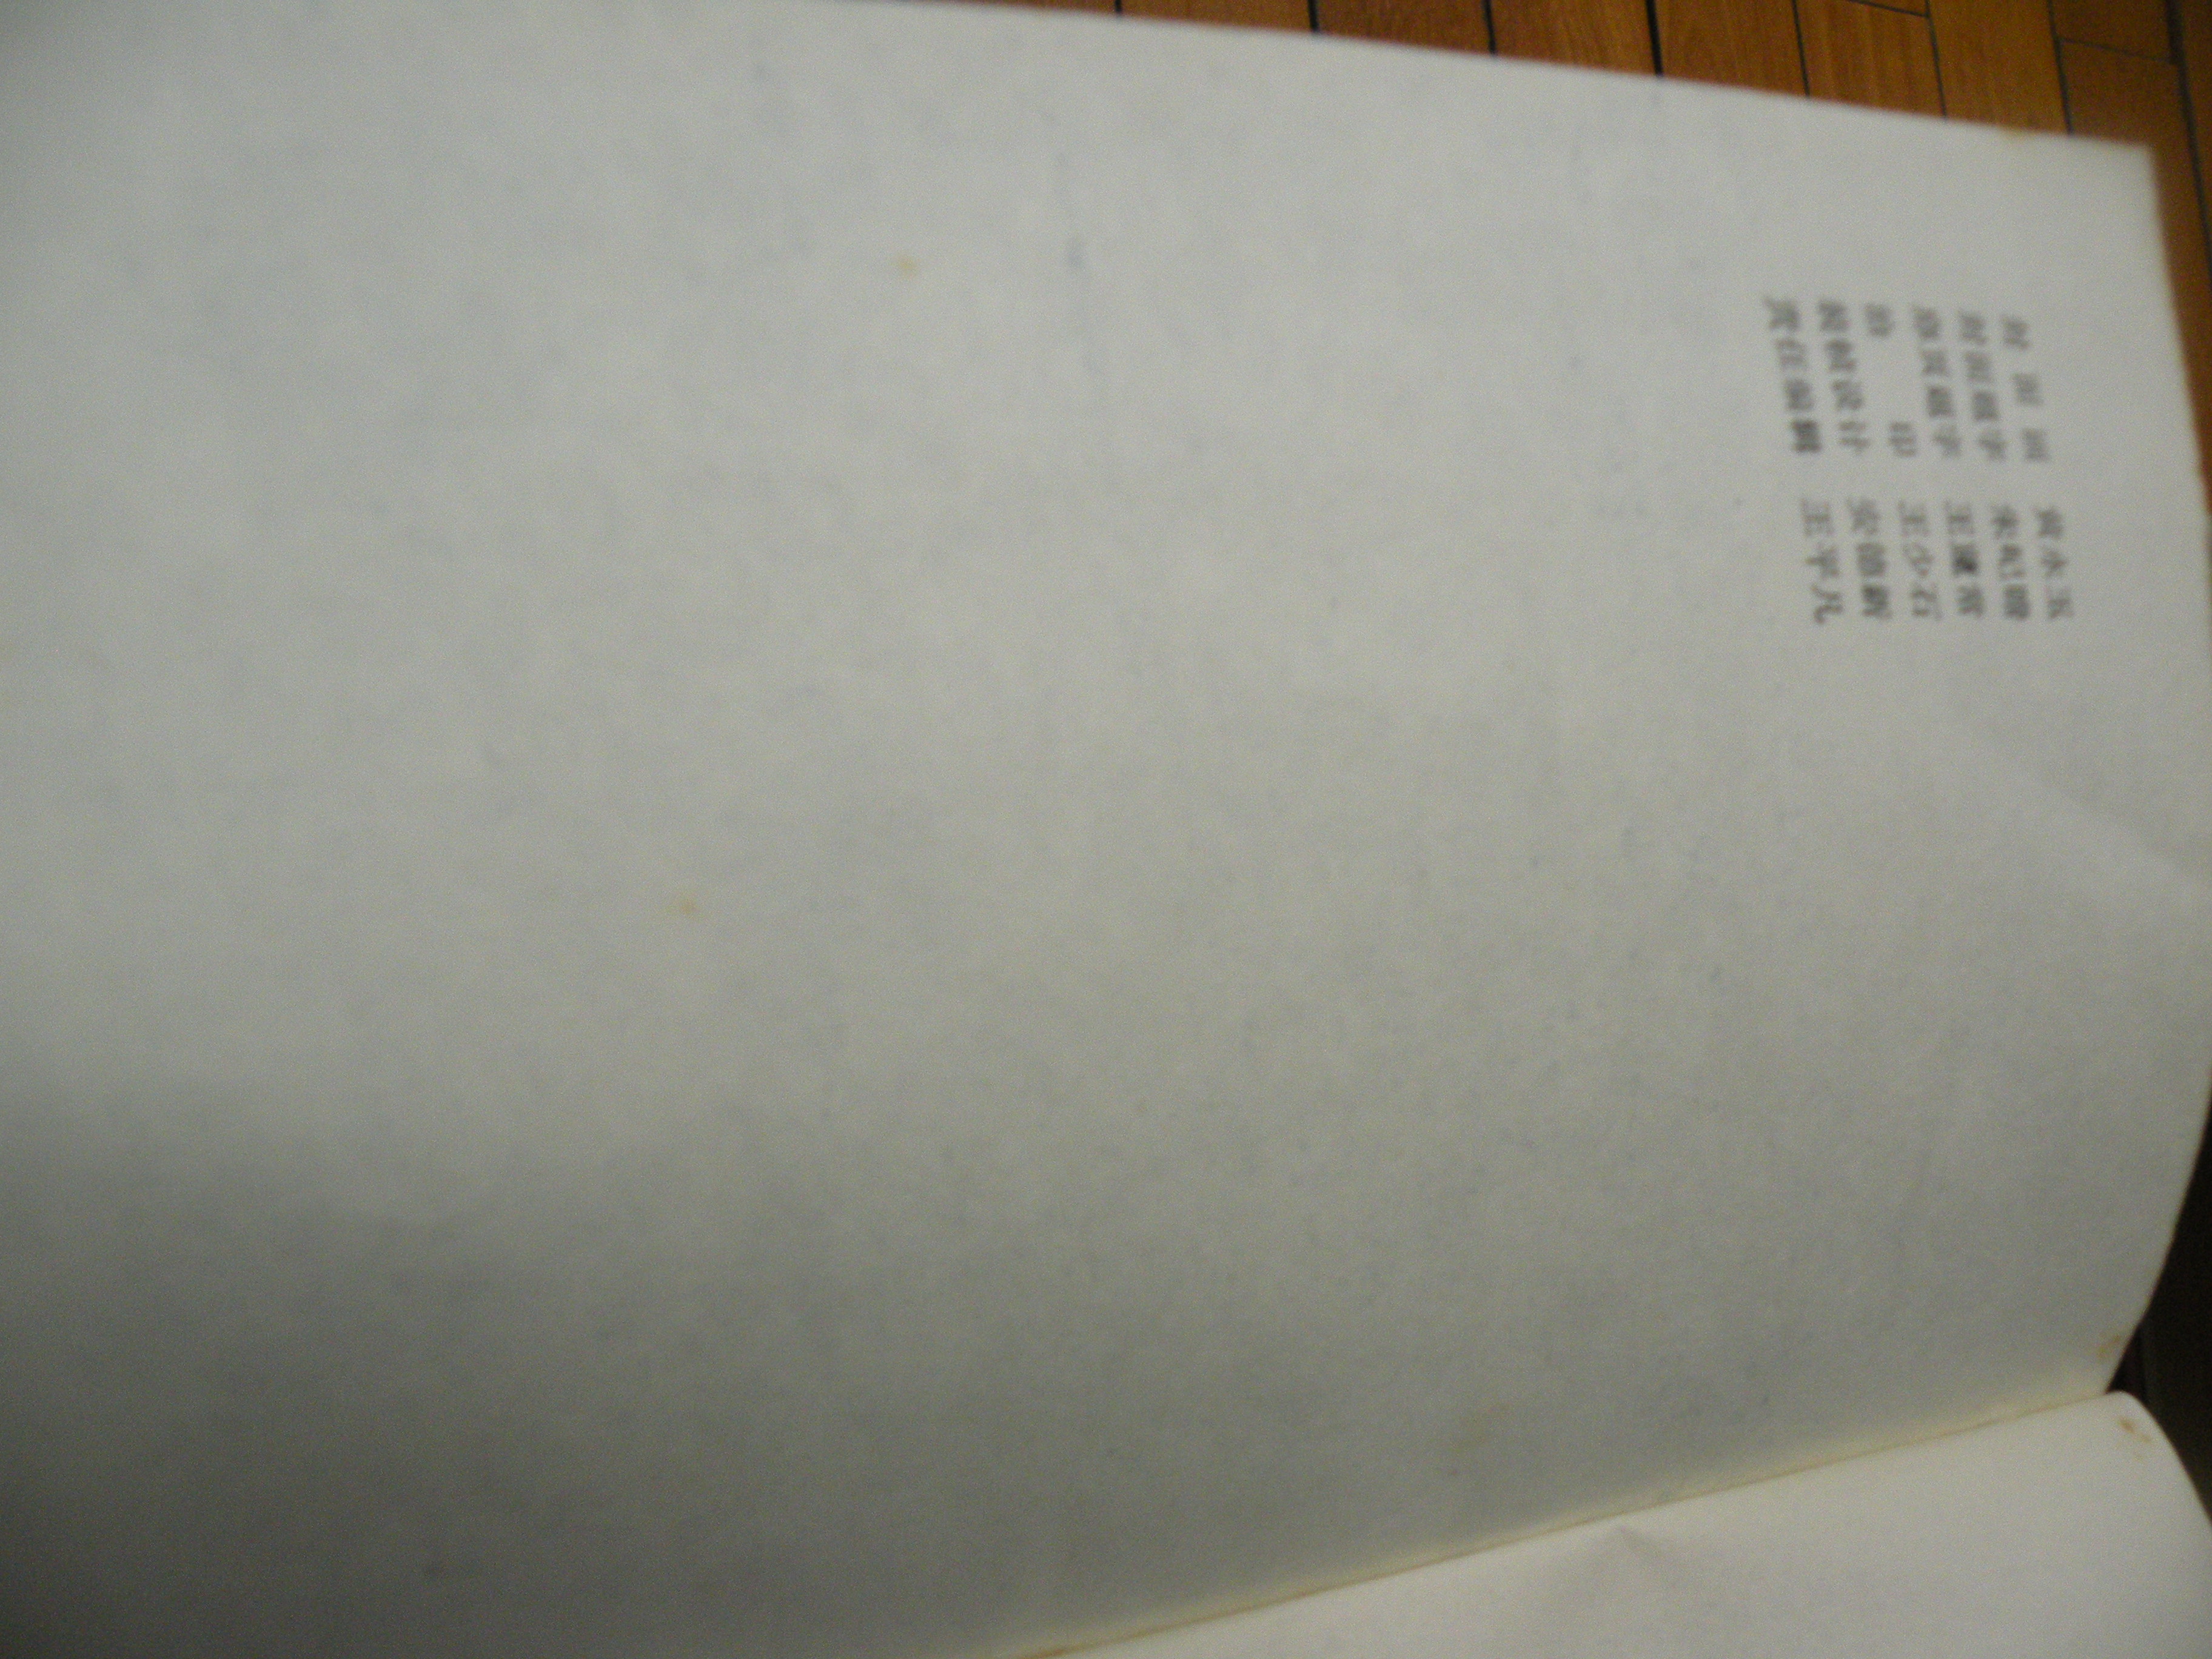 封面画 黄永玉
封面题字 朱屺瞻
扉页题字 王蘧常
治印 王少石
装帧设计
责任编辑 王平凡